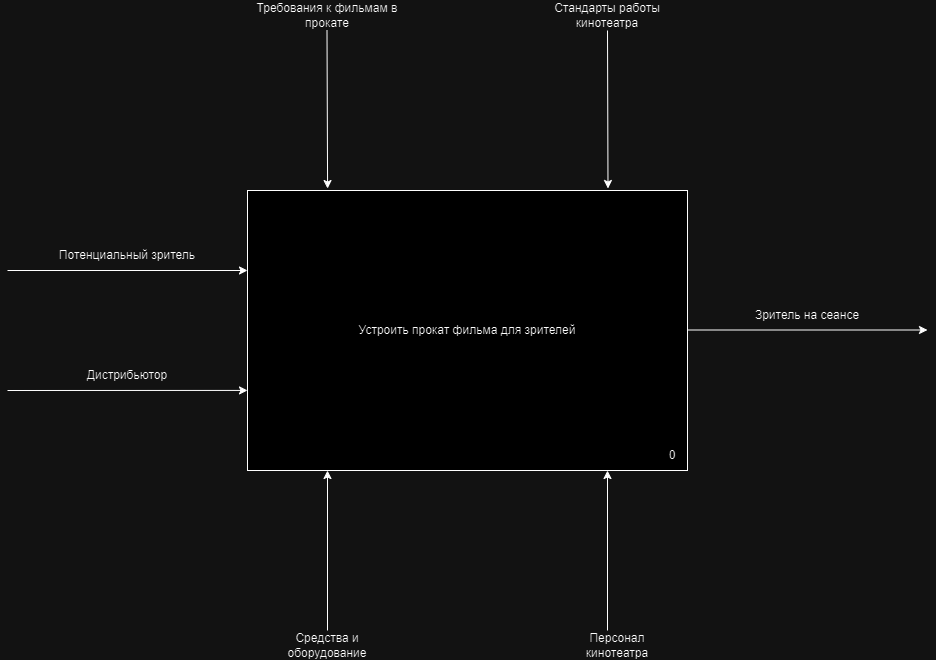 Требования к фильмам в
прокате
Стандарты работы
кинотеатра
Потенциальный зритель
Зритель на сеансе
Устроить прокат фильма для зрителей
Дистрибьютор
0
Средства и
оборудование
Персонал
кинотеатра